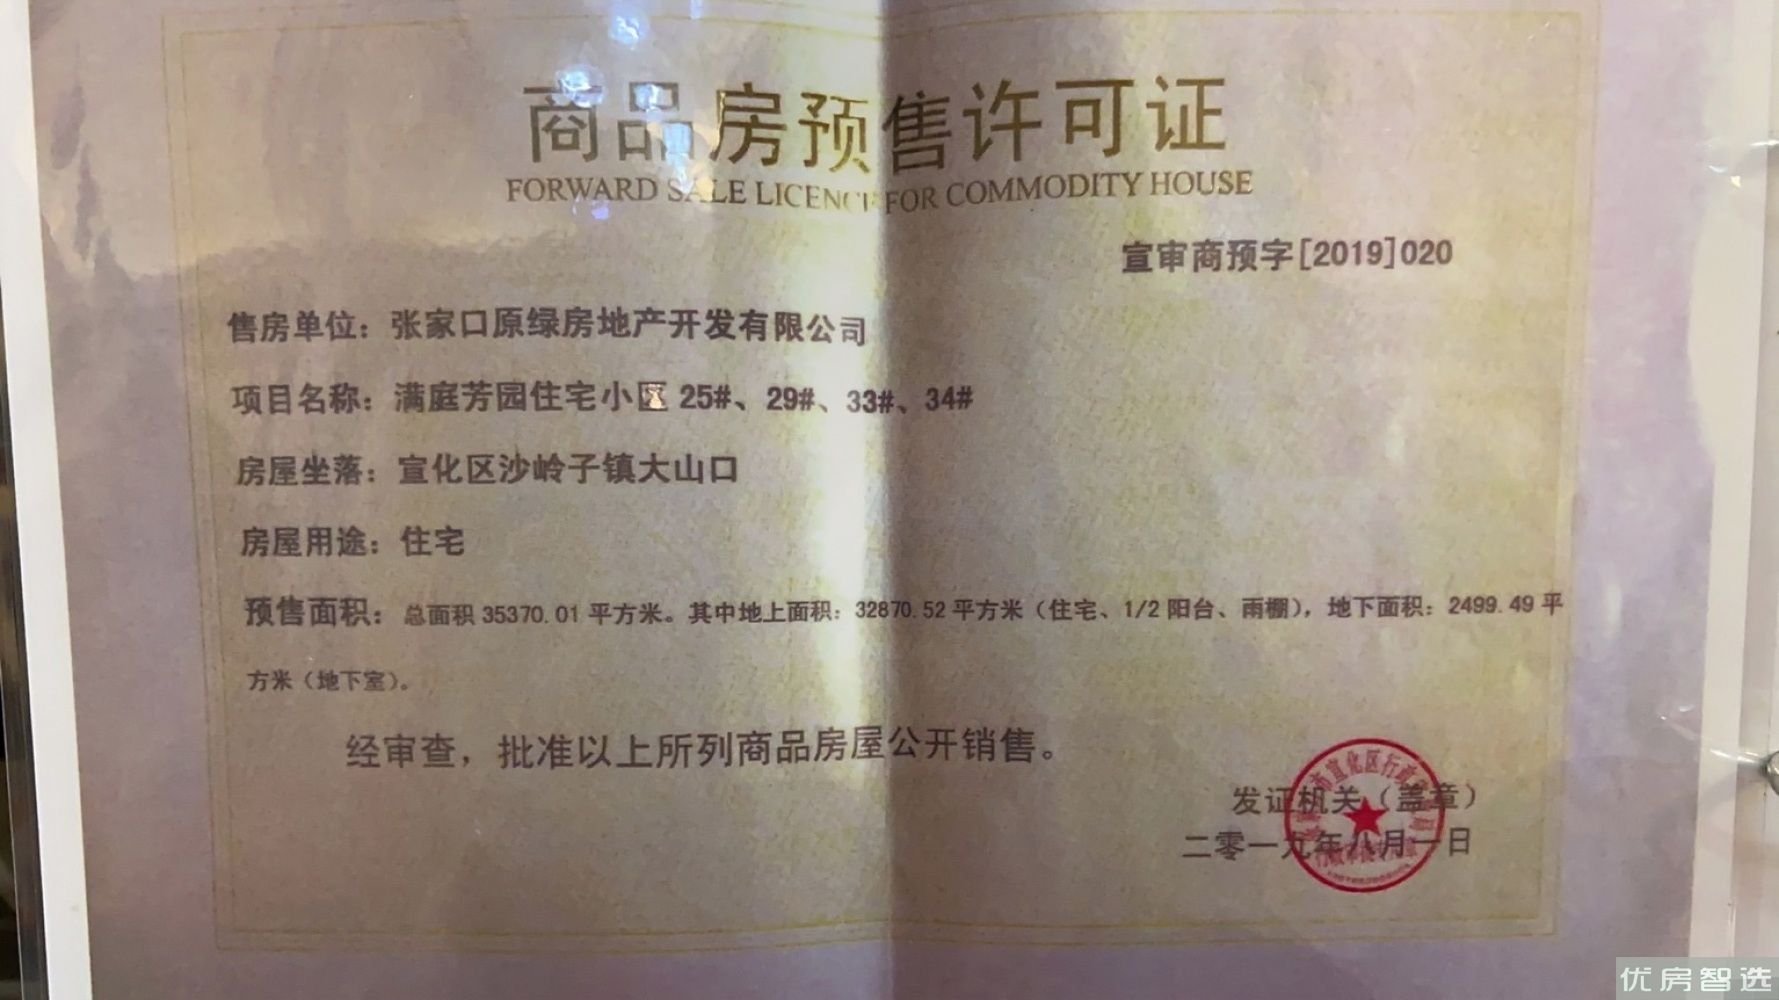 商品房预售许可证
FORWARD SALE LICENCE FOR COMMODITY HOUSE
宣审商预字[2019]020
售房单位：张家口原绿房地产开发有限公司
项目名称：满庭芳园住宅小区 25#、29#、33#、34#
房屋坐落：宣化区沙岭子镇大山口
房屋用途：住宅
预售面积：总面积 35370.01 平方米。其中地上面积：32870.52 平方米（住宅、1/2 阳台、雨棚），地下面积：2499.49 平
方米（地下室）。
经审查，批准以上所列商品房屋公开销售。
发证机关（盖章）
二零一九年八月一日
市宣化区行政
优房智选